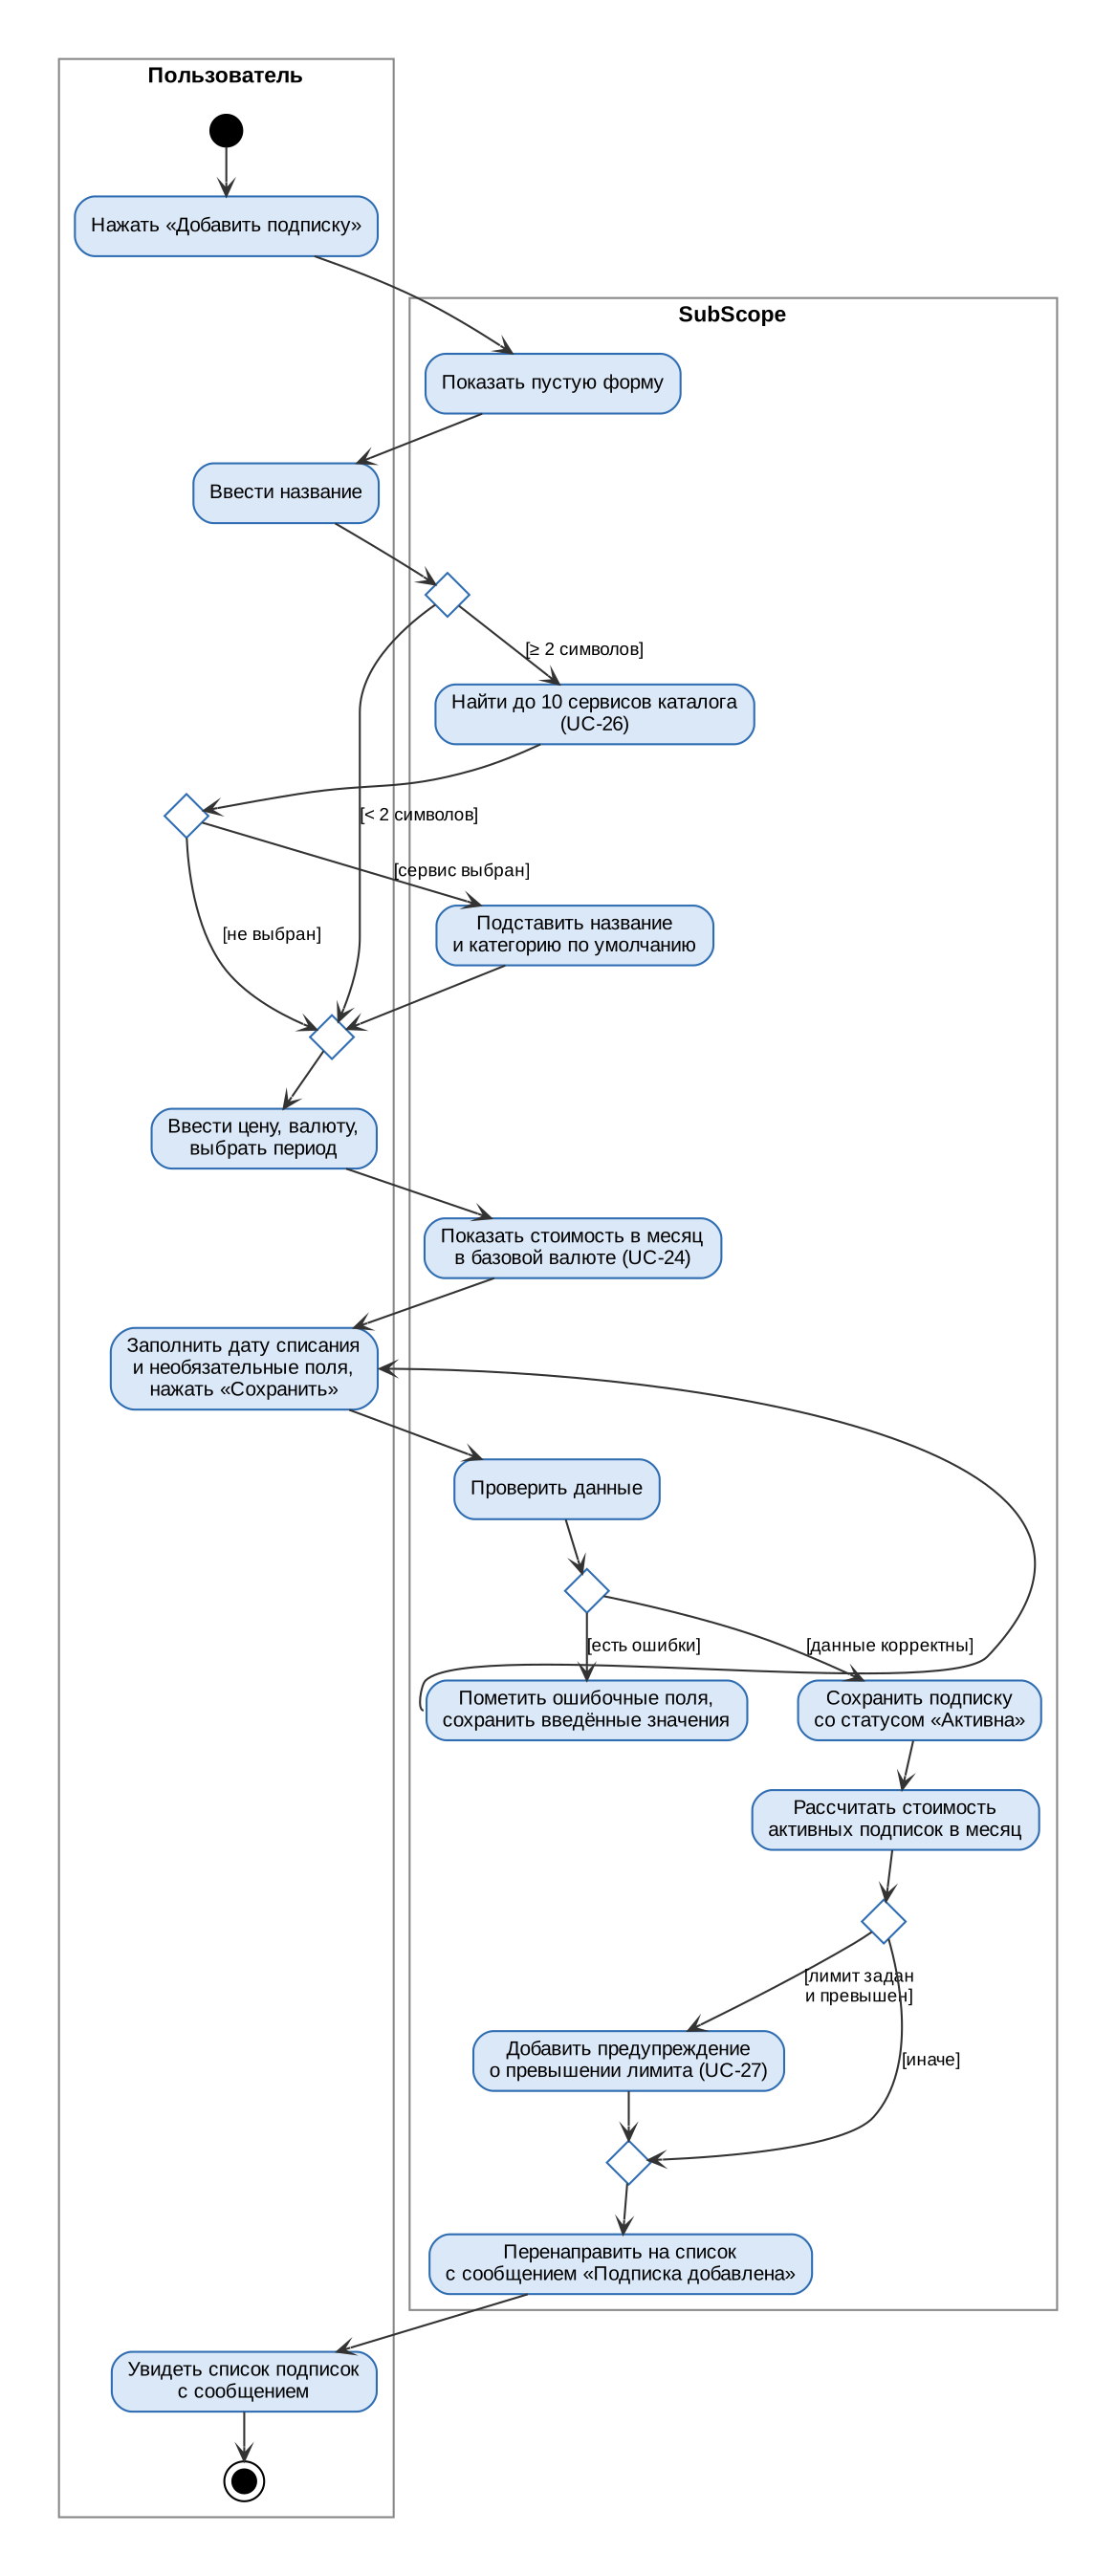 Пользователь
Нажать «Добавить подписку»
SubScope
Показать пустую форму
Ввести название
[≥ 2 символов]
Найти до 10 сервисов каталога
(UC-26)
[< 2 символов]
[сервис выбран]
Подставить название
и категорию по умолчанию
[не выбран]
Ввести цену, валюту,
выбрать период
Показать стоимость в месяц
в базовой валюте (UC-24)
Заполнить дату списания
и необязательные поля,
нажать «Сохранить»
Проверить данные
[есть ошибки]
[данные корректны]
Пометить ошибочные поля,
сохранить введённые значения
Сохранить подписку
со статусом «Активна»
Рассчитать стоимость
активных подписок в месяц
[лимит задан
и превышен]
Добавить предупреждение
о превышении лимита (UC-27)
[иначе]
Перенаправить на список
с сообщением «Подписка добавлена»
Увидеть список подписок
с сообщением